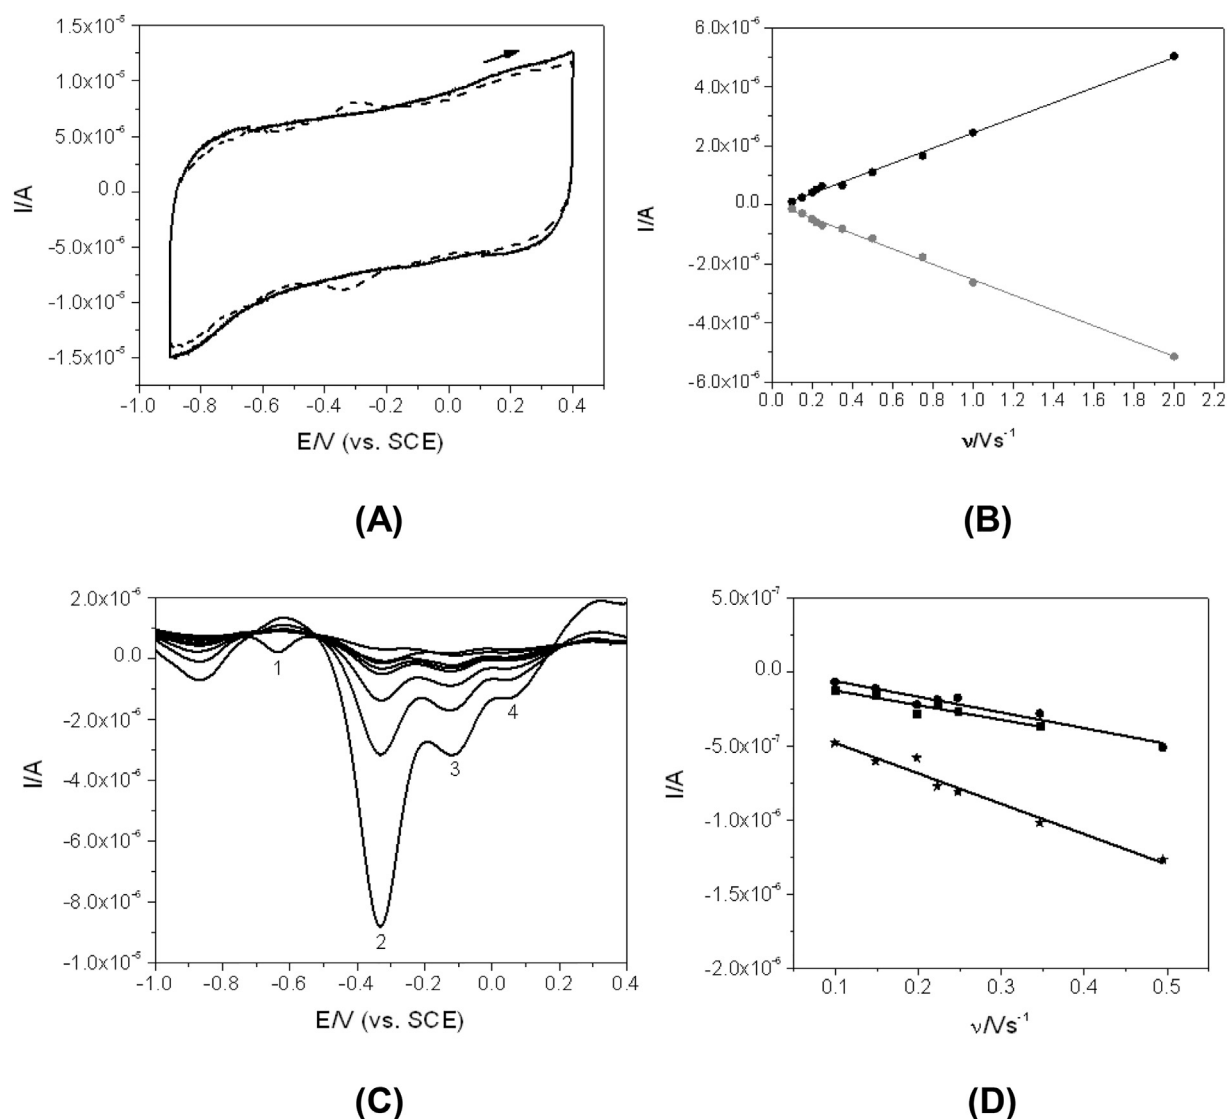 1.5x10⁻⁵
1.0x10⁻⁵
5.0x10⁻⁶
0.0
-5.0x10⁻⁶
-1.0x10⁻⁵
-1.5x10⁻⁵
I/A
-1.0 -0.8 -0.6 -0.4 -0.2 0.0 0.2 0.4
E/V (vs. SCE)
(A)
6.0x10⁻⁶
4.0x10⁻⁶
2.0x10⁻⁶
0.0
-2.0x10⁻⁶
-4.0x10⁻⁶
-6.0x10⁻⁶
I/A
0.0 0.2 0.4 0.6 0.8 1.0 1.2 1.4 1.6 1.8 2.0 2.2
ν/Vs⁻¹
(B)
2.0x10⁻⁶
0.0
-2.0x10⁻⁶
-4.0x10⁻⁶
-6.0x10⁻⁶
-8.0x10⁻⁶
-1.0x10⁻⁵
I/A
1
2
3
4
-1.0 -0.8 -0.6 -0.4 -0.2 0.0 0.2 0.4
E/V (vs. SCE)
(C)
5.0x10⁻⁷
0.0
-5.0x10⁻⁷
-1.0x10⁻⁶
-1.5x10⁻⁶
-2.0x10⁻⁶
I/A
0.1 0.2 0.3 0.4 0.5
ν/Vs⁻¹
(D)